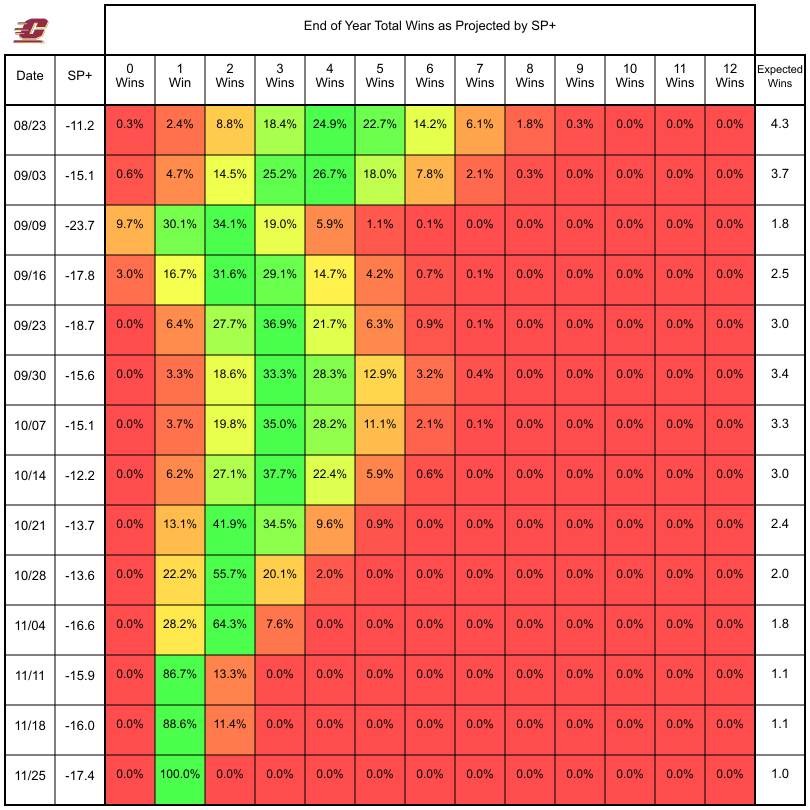 C
End of Year Total Wins as Projected by SP+
Date SP+ 0 Wins 1 Win 2 Wins 3 Wins 4 Wins 5 Wins 6 Wins 7 Wins 8 Wins 9 Wins 10 Wins 11 Wins 12 Wins Expected Wins
08/23 -11.2 0.3% 2.4% 8.8% 18.4% 24.9% 22.7% 14.2% 6.1% 1.8% 0.3% 0.0% 0.0% 0.0% 4.3
09/03 -15.1 0.6% 4.7% 14.5% 25.2% 26.7% 18.0% 7.8% 2.1% 0.3% 0.0% 0.0% 0.0% 0.0% 3.7
09/09 -23.7 9.7% 30.1% 34.1% 19.0% 5.9% 1.1% 0.1% 0.0% 0.0% 0.0% 0.0% 0.0% 0.0% 1.8
09/16 -17.8 3.0% 16.7% 31.6% 29.1% 14.7% 4.2% 0.7% 0.1% 0.0% 0.0% 0.0% 0.0% 0.0% 2.5
09/23 -18.7 0.0% 6.4% 27.7% 36.9% 21.7% 6.3% 0.9% 0.1% 0.0% 0.0% 0.0% 0.0% 0.0% 3.0
09/30 -15.6 0.0% 3.3% 18.6% 33.3% 28.3% 12.9% 3.2% 0.4% 0.0% 0.0% 0.0% 0.0% 0.0% 3.4
10/07 -15.1 0.0% 3.7% 19.8% 35.0% 28.2% 11.1% 2.1% 0.1% 0.0% 0.0% 0.0% 0.0% 0.0% 3.3
10/14 -12.2 0.0% 6.2% 27.1% 37.7% 22.4% 5.9% 0.6% 0.0% 0.0% 0.0% 0.0% 0.0% 0.0% 3.0
10/21 -13.7 0.0% 13.1% 41.9% 34.5% 9.6% 0.9% 0.0% 0.0% 0.0% 0.0% 0.0% 0.0% 0.0% 2.4
10/28 -13.6 0.0% 22.2% 55.7% 20.1% 2.0% 0.0% 0.0% 0.0% 0.0% 0.0% 0.0% 0.0% 0.0% 2.0
11/04 -16.6 0.0% 28.2% 64.3% 7.6% 0.0% 0.0% 0.0% 0.0% 0.0% 0.0% 0.0% 0.0% 0.0% 1.8
11/11 -15.9 0.0% 86.7% 13.3% 0.0% 0.0% 0.0% 0.0% 0.0% 0.0% 0.0% 0.0% 0.0% 0.0% 1.1
11/18 -16.0 0.0% 88.6% 11.4% 0.0% 0.0% 0.0% 0.0% 0.0% 0.0% 0.0% 0.0% 0.0% 0.0% 1.1
11/25 -17.4 0.0% 100.0% 0.0% 0.0% 0.0% 0.0% 0.0% 0.0% 0.0% 0.0% 0.0% 0.0% 0.0% 1.0